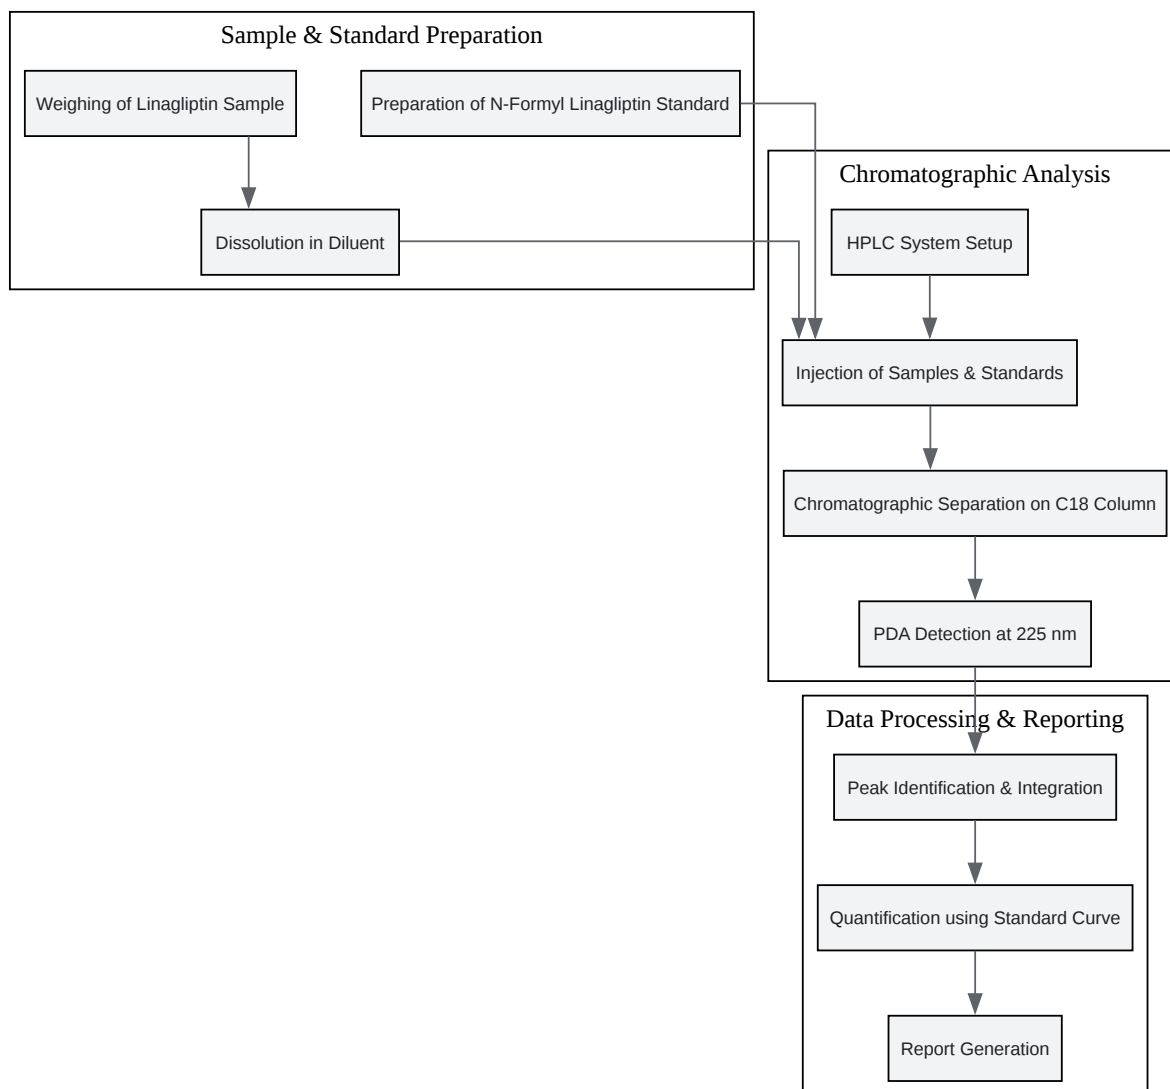 Sample & Standard Preparation
Weighing of Linagliptin Sample
Preparation of N-Formyl Linagliptin Standard
Dissolution in Diluent
Chromatographic Analysis
HPLC System Setup
Injection of Samples & Standards
Chromatographic Separation on C18 Column
PDA Detection at 225 nm
Data Processing & Reporting
Peak Identification & Integration
Quantification using Standard Curve
Report Generation